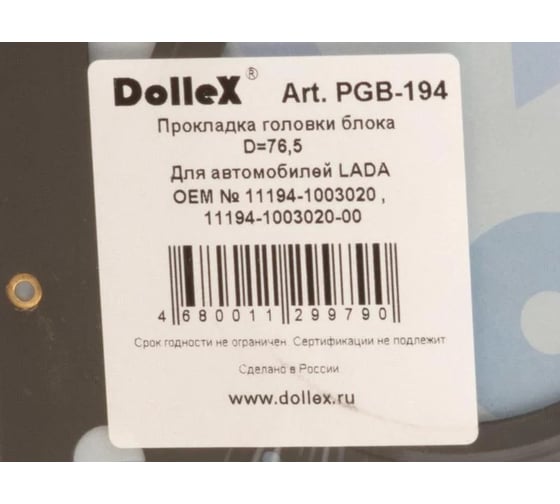 DolleX® Art. PGB-194
Прокладка головки блока
D=76,5
Для автомобилей LADA
OEM № 11194-1003020 ,
11194-1003020-00
4 680011 299790
Срок годности не ограничен. Сертификации не подлежит
Сделано в России
www.dollex.ru